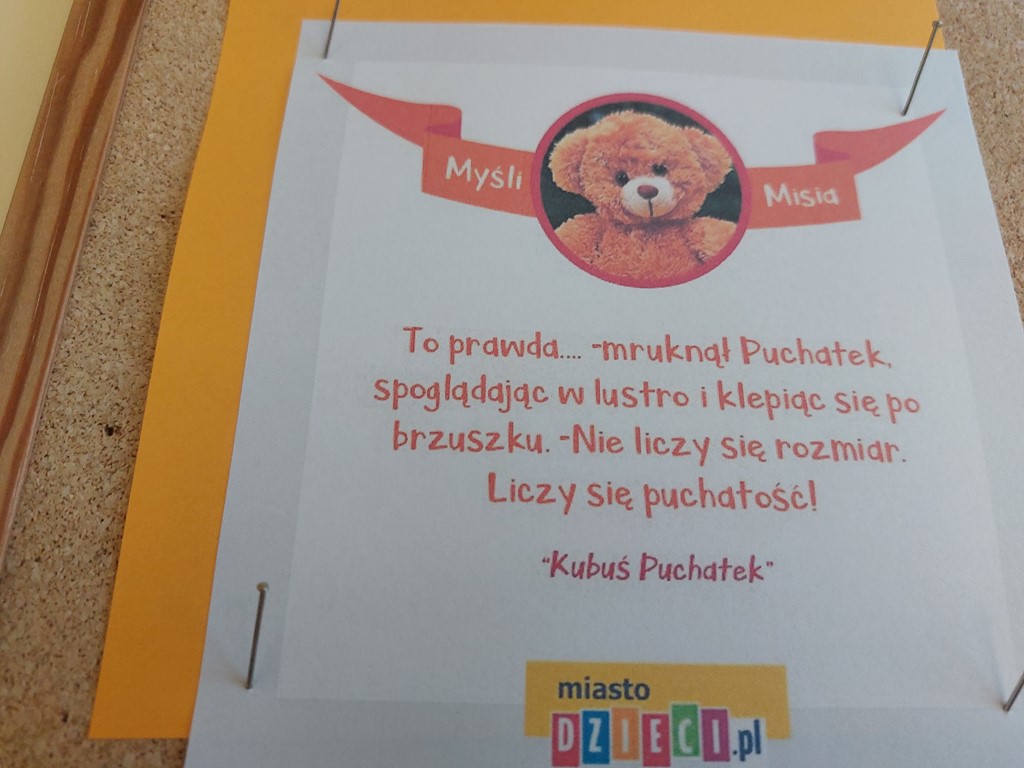 Myśli Misia
To prawda.... -mruknął Puchatek,
spoglądając w lustro i klepiąc się po
brzuszku. -Nie liczy się rozmiar.
Liczy się puchatość!
“Kubuś Puchatek”
miasto
DZIECI.pl